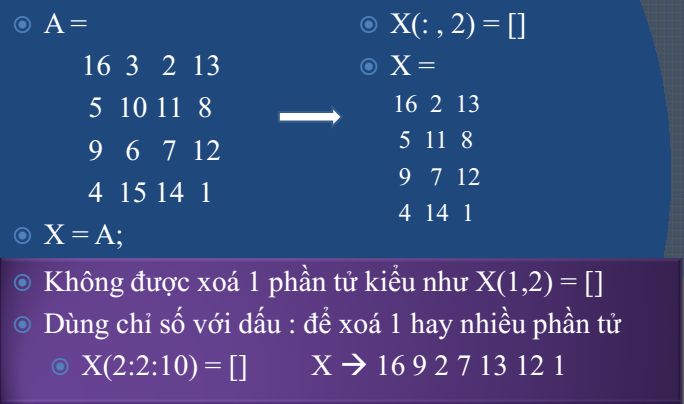 A =
16 3 2 13
5 10 11 8
9 6 7 12
4 15 14 1
X = A;
X(: , 2) = []
X =
16 2 13
5 11 8
9 7 12
4 14 1
Không được xoá 1 phần tử kiểu như X(1,2) = []
Dùng chỉ số với dấu : để xoá 1 hay nhiều phần tử
X(2:2:10) = [] X → 16 9 2 7 13 12 1